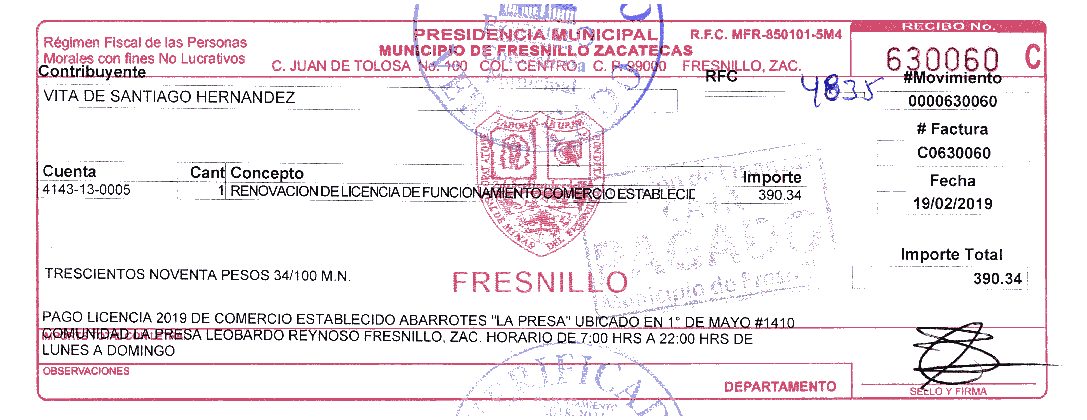 RECIBO No.
630060 C
PRESIDENCIA MUNICIPAL R.F.C. MFR-850101-5M4
MUNICIPIO DE FRESNILLO ZACATECAS
C. JUAN DE TOLOSA No. 100 COL. CENTRO C. P. 99000 FRESNILLO, ZAC.
Régimen Fiscal de las Personas
Morales con fines No Lucrativos
Contribuyente
RFC
4835
VITA DE SANTIAGO HERNANDEZ
#Movimiento
0000630060
# Factura
C0630060
Fecha
19/02/2019
Cuenta Cant Concepto Importe
4143-13-0005 1 RENOVACION DE LICENCIA DE FUNCIONAMIENTO COMERCIO ESTABLECIE 390.34
PAGADO
Importe Total
390.34
TRESCIENTOS NOVENTA PESOS 34/100 M.N.
FRESNILLO
PAGO LICENCIA 2019 DE COMERCIO ESTABLECIDO ABARROTES "LA PRESA" UBICADO EN 1° DE MAYO #1410
COMUNIDAD LA PRESA LEOBARDO REYNOSO FRESNILLO, ZAC. HORARIO DE 7:00 HRS A 22:00 HRS DE
LUNES A DOMINGO
OBSERVACIONES
DEPARTAMENTO
SELLO Y FIRMA
VERIFICAD